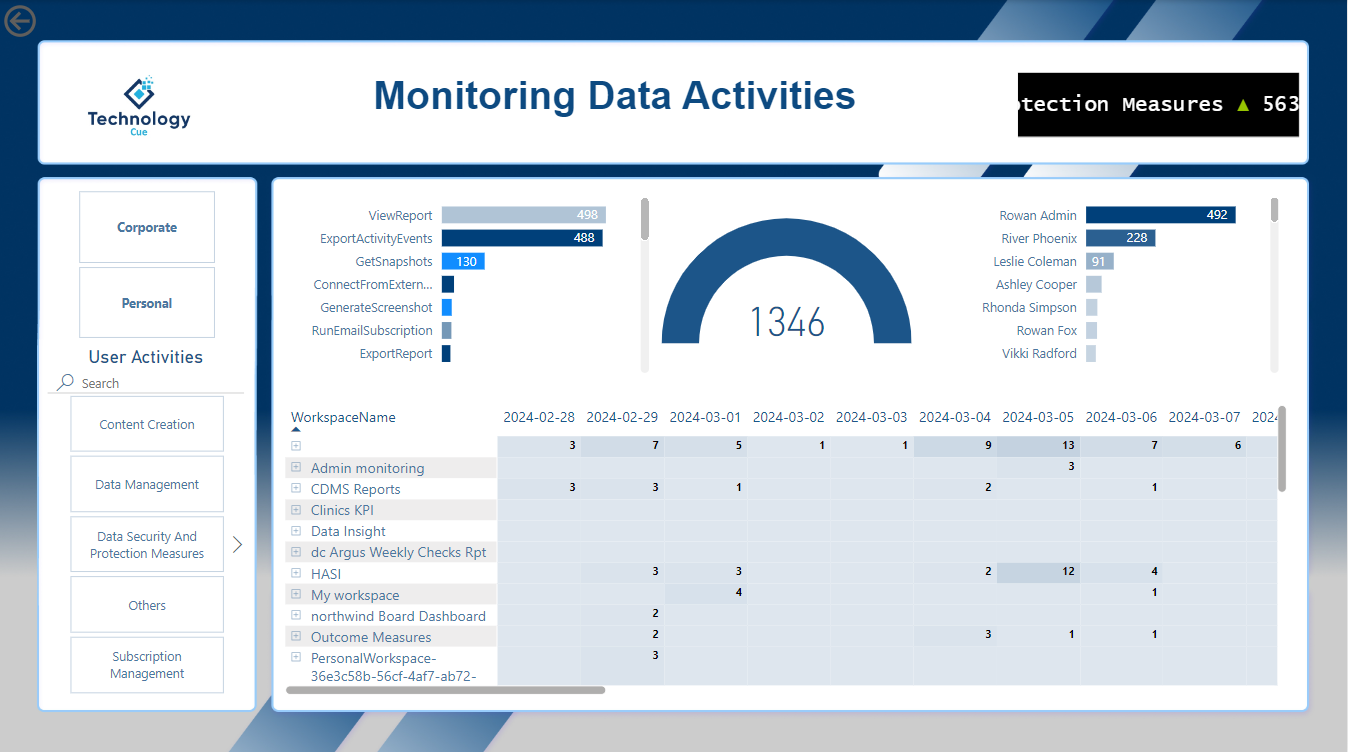 Technology
Cue
Monitoring Data Activities
tection Measures ▲ 563
Corporate
Personal
User Activities
Search
Content Creation
Data Management
Data Security And
Protection Measures
Others
Subscription
Management
ViewReport 498
ExportActivityEvents 488
GetSnapshots 130
ConnectFromExtern...
GenerateScreenshot
RunEmailSubscription
ExportReport
1346
Rowan Admin 492
River Phoenix 228
Leslie Coleman 91
Ashley Cooper
Rhonda Simpson
Rowan Fox
Vikki Radford
WorkspaceName 2024-02-28 2024-02-29 2024-03-01 2024-03-02 2024-03-03 2024-03-04 2024-03-05 2024-03-06 2024-03-07 2024
3 7 5 1 1 9 13 7 6
Admin monitoring 3
CDMS Reports 3 3 1 2 1
Clinics KPI
Data Insight
dc Argus Weekly Checks Rpt
HASI 3 3 2 12 4
My workspace 4 1
northwind Board Dashboard 2
Outcome Measures 2 3 1 1
PersonalWorkspace- 3
36e3c58b-56cf-4af7-ab72-